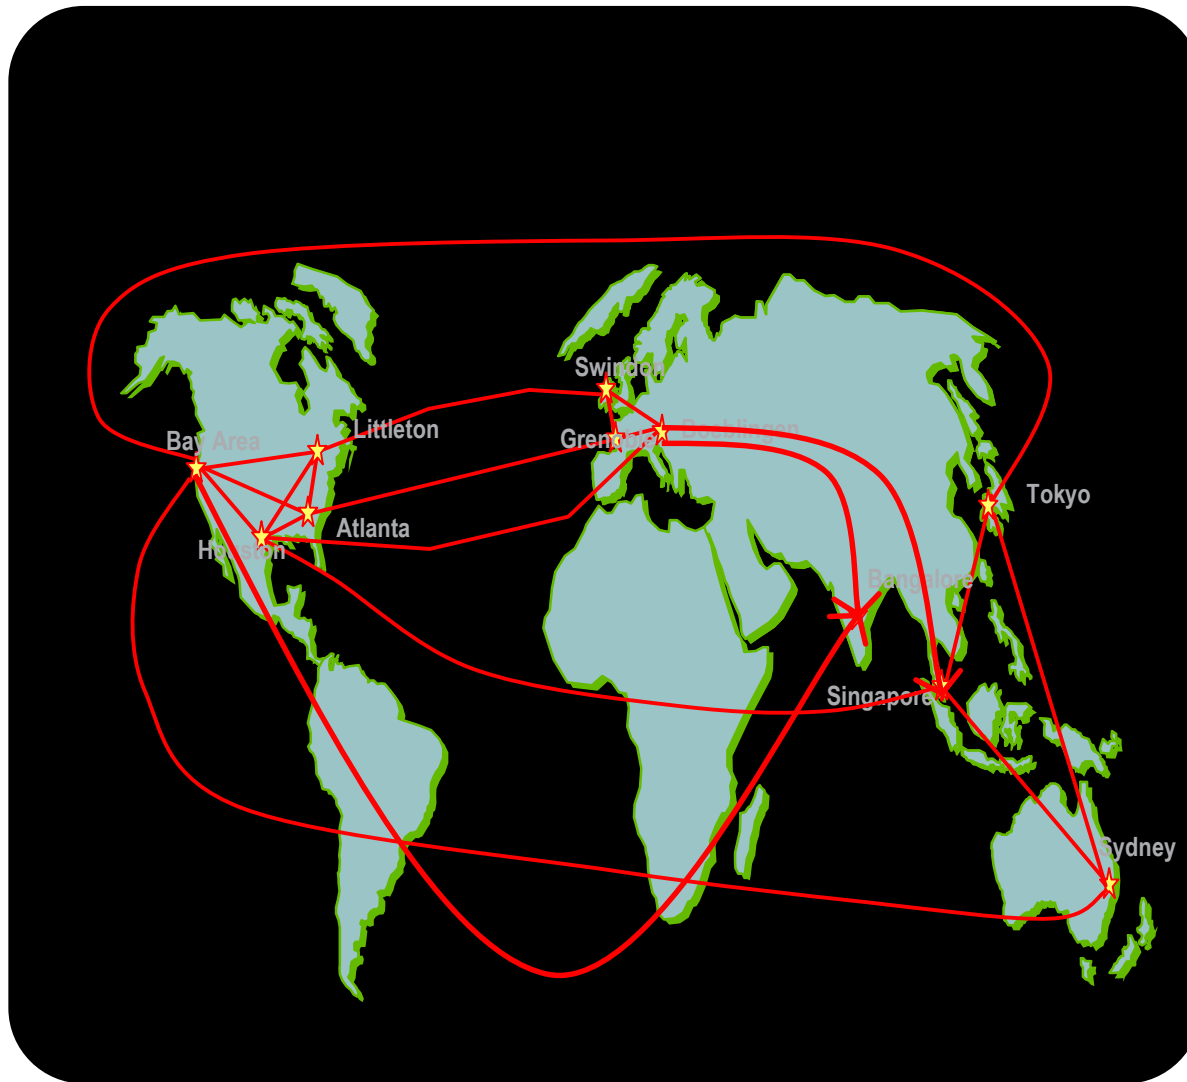 Swindon
Littleton
Bay Area
Grenoble
Boeblingen
Tokyo
Atlanta
Houston
Bangalore
Singapore
Sydney